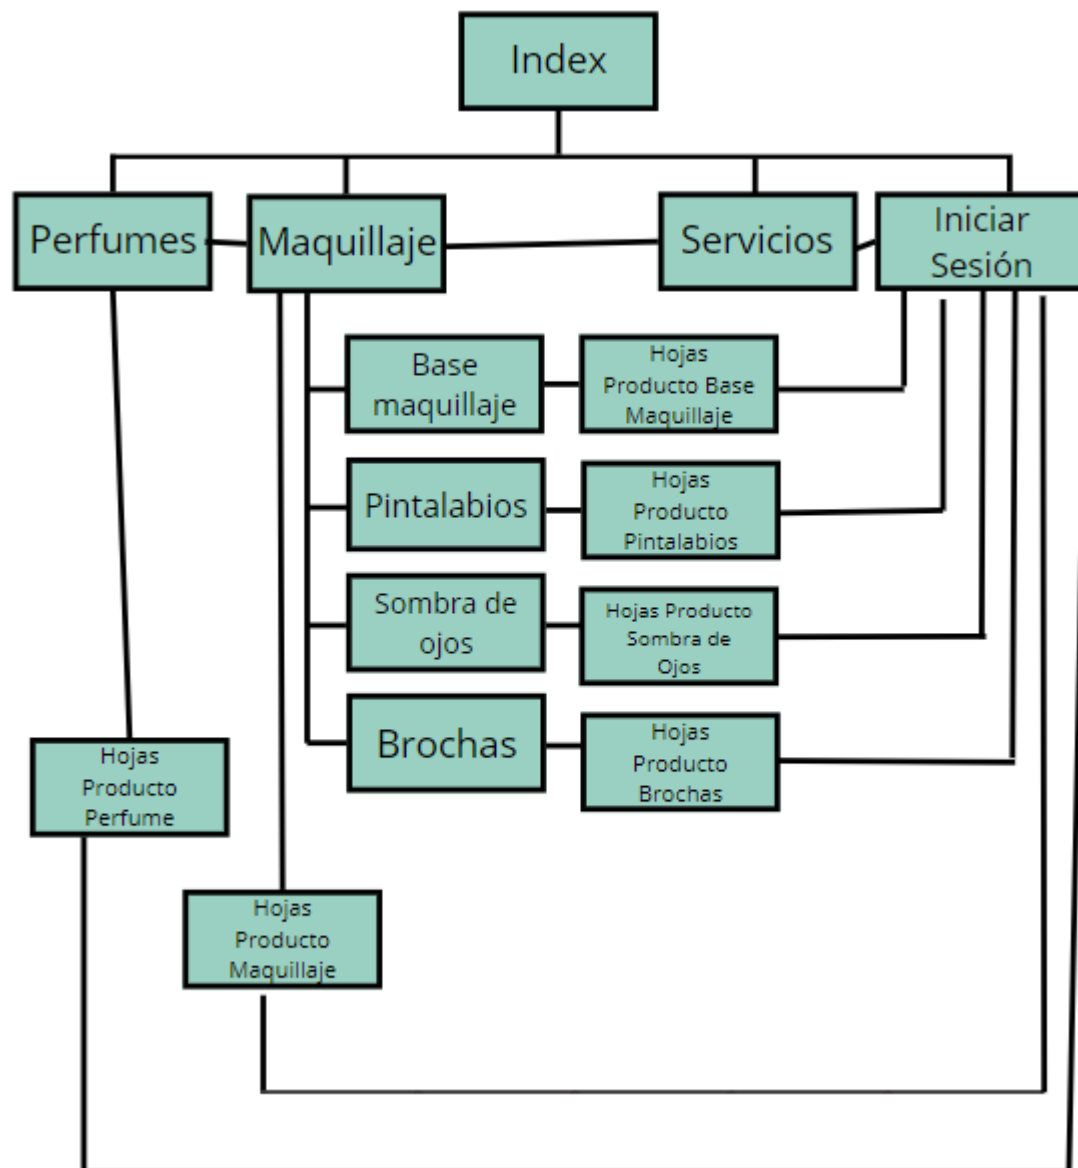 Index
Perfumes
Maquillaje
Servicios
Iniciar
Sesión
Base
maquillaje
Hojas
Producto Base
Maquillaje
Pintalabios
Hojas
Producto
Pintalabios
Sombra de
ojos
Hojas Producto
Sombra de
Ojos
Brochas
Hojas
Producto
Brochas
Hojas
Producto
Perfume
Hojas
Producto
Maquillaje